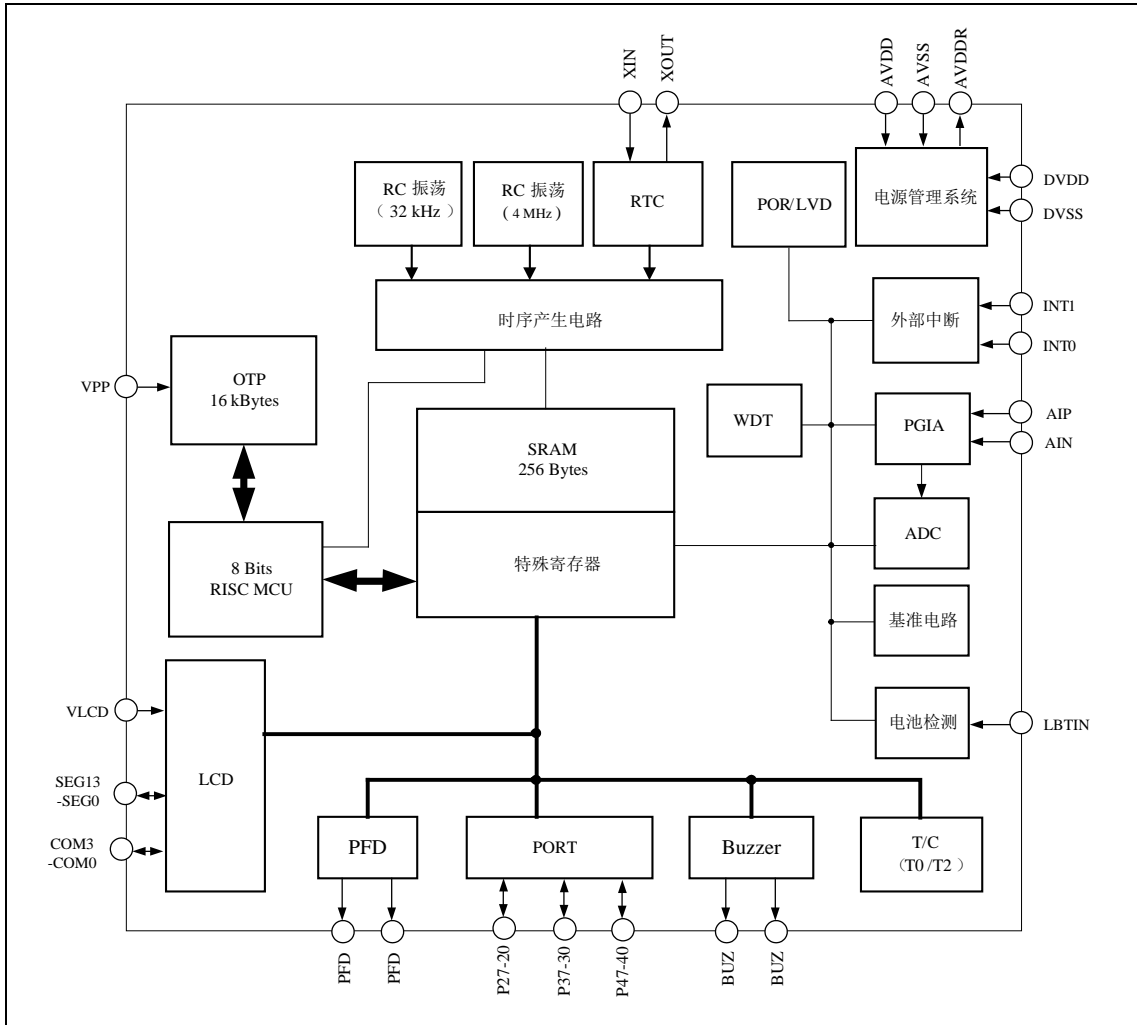 XIN
XOUT
AVDD
AVSS
AVDDR
RC 振荡
（ 32 kHz ）
RC 振荡
( 4 MHz )
RTC
POR/LVD
电源管理系统
DVDD
DVSS
时序产生电路
外部中断
INT1
INT0
VPP
OTP
16 kBytes
WDT
PGIA
AIP
AIN
SRAM
256 Bytes
ADC
8 Bits
RISC MCU
特殊寄存器
基准电路
VLCD
电池检测
LBTIN
LCD
SEG13
-SEG0
COM3
-COM0
PFD
PORT
Buzzer
T/C
（T0 /T2 ）
PFD
PFD
P27-20
P37-30
P47-40
BUZ
BUZ